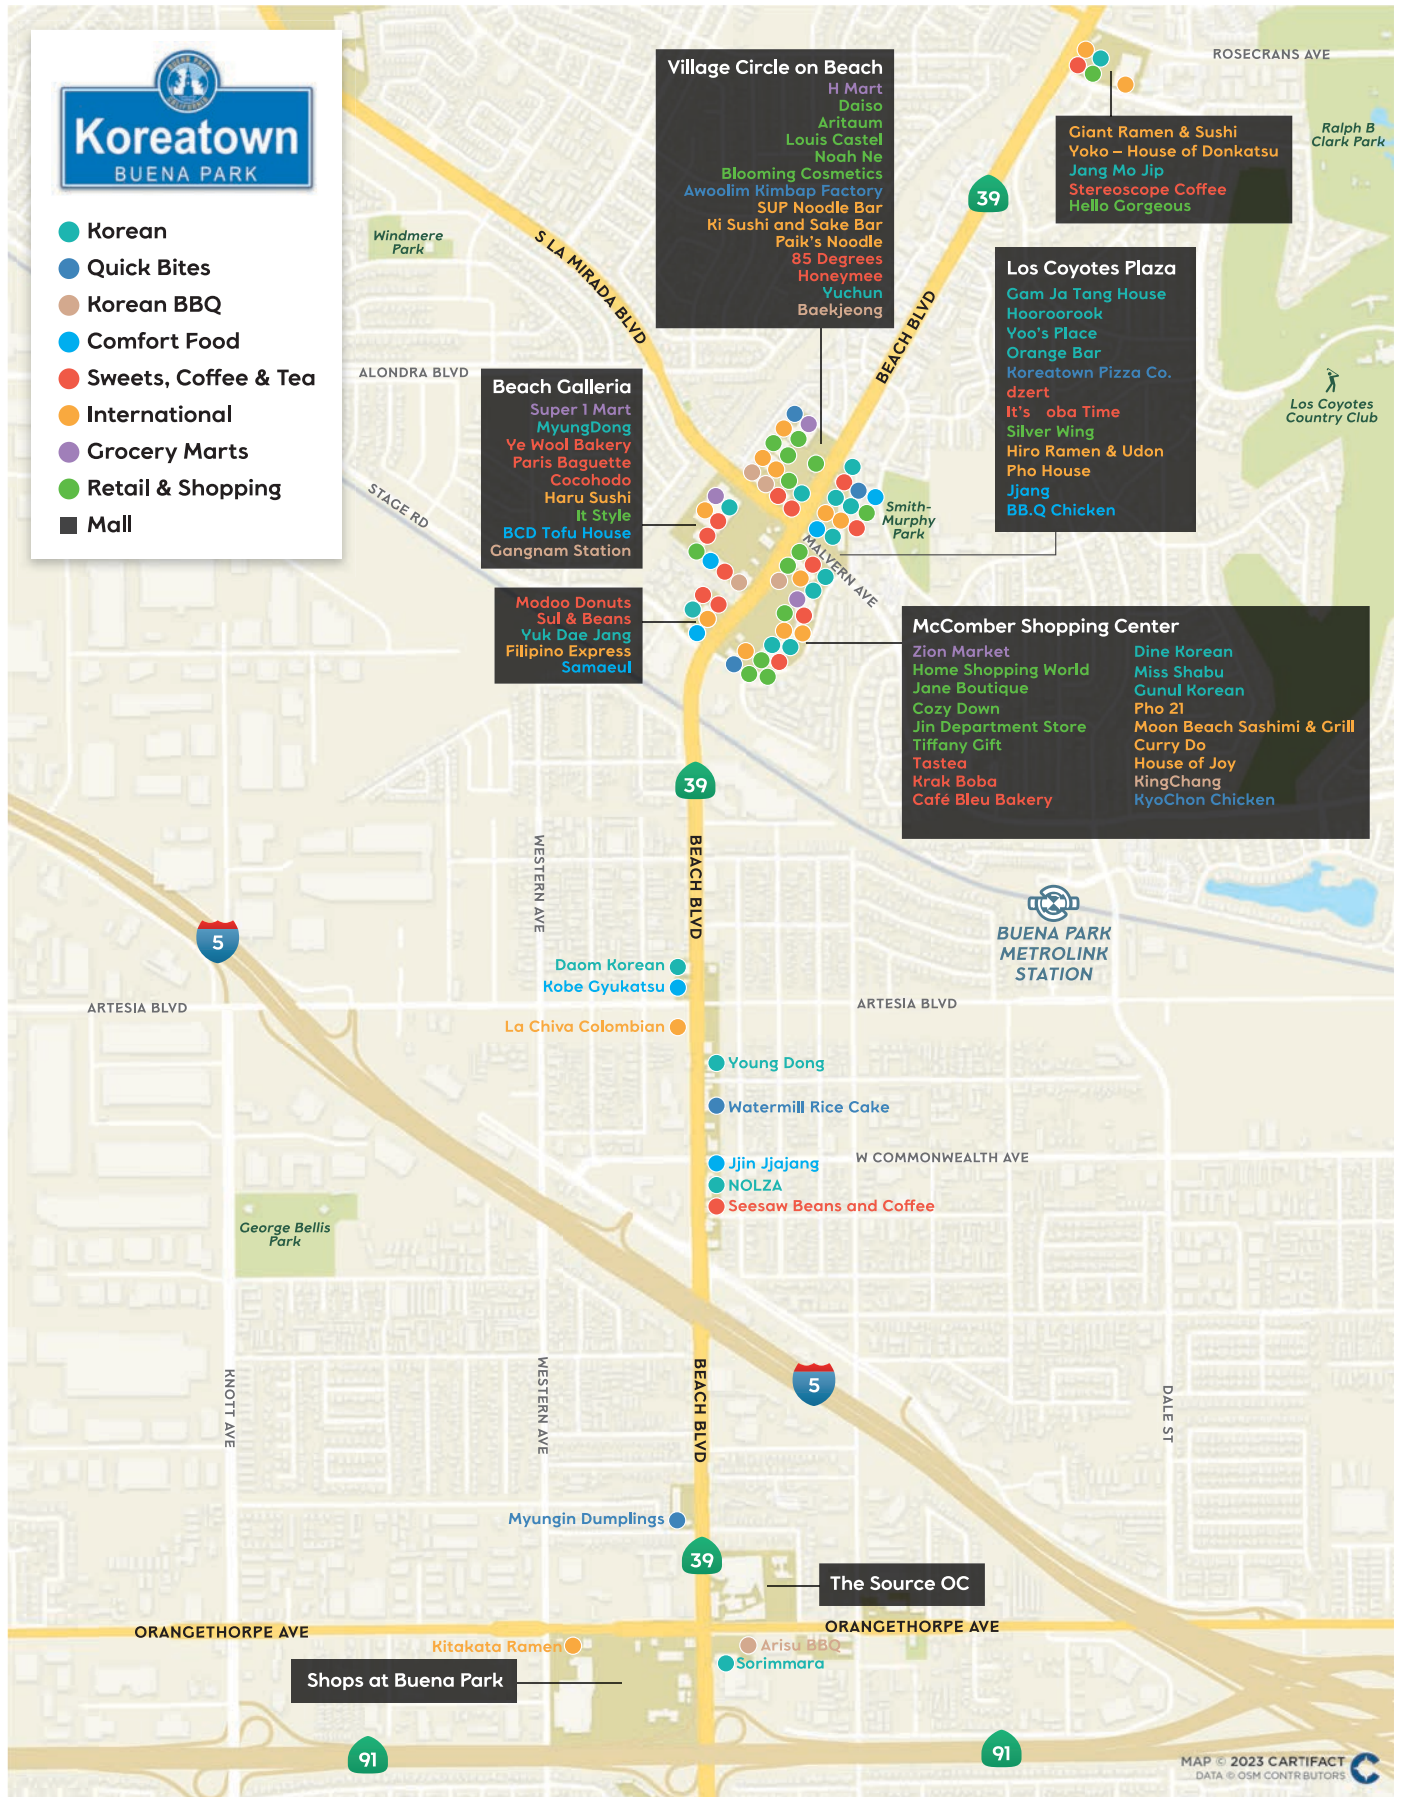 BUENA PARK
CALIFORNIA
Koreatown
BUENA PARK
Korean
Quick Bites
Korean BBQ
Comfort Food
Sweets, Coffee & Tea
International
Grocery Marts
Retail & Shopping
Mall
Village Circle on Beach
H Mart
Daiso
Aritaum
Louis Castel
Noah Ne
Blooming Cosmetics
Awoolim Kimbap Factory
SUP Noodle Bar
Ki Sushi and Sake Bar
Paik's Noodle
85 Degrees
Honeymee
Yuchun
Baekjeong
ROSECRANS AVE
Ralph B
Clark Park
Giant Ramen & Sushi
Yoko – House of Donkatsu
Jang Mo Jip
Stereoscope Coffee
Hello Gorgeous
39
Windmere
Park
S LA MIRADA BLVD
BEACH BLVD
Los Coyotes Plaza
Gam Ja Tang House
Hooroorook
Yoo's Place
Orange Bar
Koreatown Pizza Co.
dzert
It's oba Time
Silver Wing
Hiro Ramen & Udon
Pho House
Jjang
BB.Q Chicken
Los Coyotes
Country Club
ALONDRA BLVD
Beach Galleria
Super 1 Mart
MyungDong
Ye Wool Bakery
Paris Baguette
Cocohodo
Haru Sushi
It Style
BCD Tofu House
Gangnam Station
STAGE RD
Smith-
Murphy
Park
MALVERN AVE
Modoo Donuts
Sul & Beans
Yuk Dae Jang
Filipino Express
Samaeul
McComber Shopping Center
Zion Market
Home Shopping World
Jane Boutique
Cozy Down
Jin Department Store
Tiffany Gift
Tastea
Krak Boba
Café Bleu Bakery
Dine Korean
Miss Shabu
Gunul Korean
Pho 21
Moon Beach Sashimi & Grill
Curry Do
House of Joy
KingChang
KyoChon Chicken
39
BEACH BLVD
WESTERN AVE
5
BUENA PARK
METROLINK
STATION
Daom Korean
Kobe Gyukatsu
ARTESIA BLVD
ARTESIA BLVD
La Chiva Colombian
Young Dong
Watermill Rice Cake
Jjin Jjajang
W COMMONWEALTH AVE
NOLZA
Seesaw Beans and Coffee
George Bellis
Park
KNOTT AVE
WESTERN AVE
BEACH BLVD
5
DALE ST
Myungin Dumplings
39
The Source OC
ORANGETHORPE AVE
ORANGETHORPE AVE
Kitakata Ramen
Arisu BBQ
Sorimmara
Shops at Buena Park
91
91
MAP © 2023 CARTIFACT
DATA © OSM CONTRIBUTORS